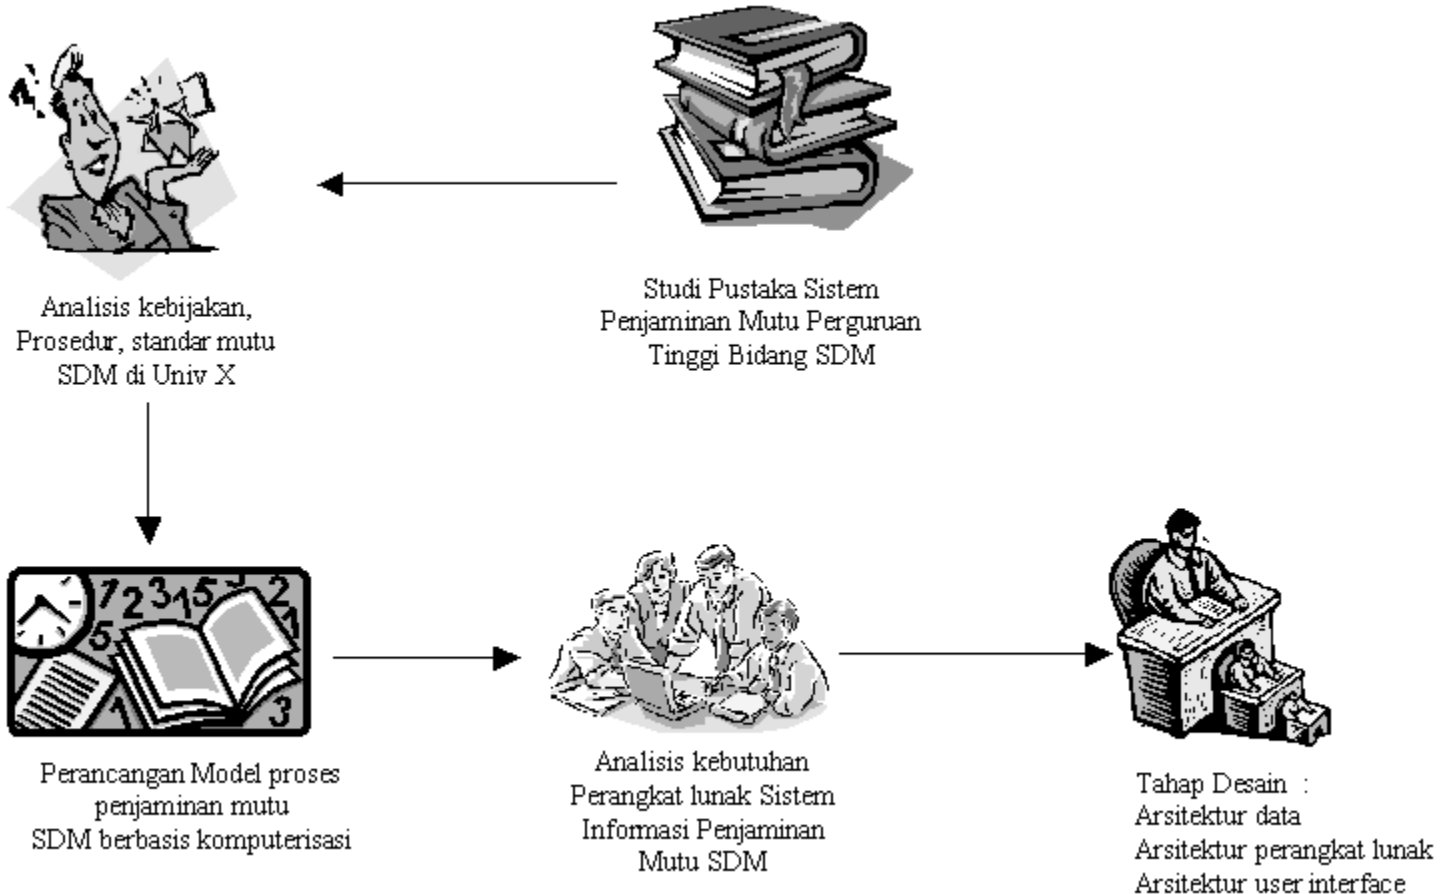 Studi Pustaka Sistem
Penjaminan Mutu Perguruan
Tinggi Bidang SDM
Analisis kebijakan,
Prosedur, standar mutu
SDM di Univ X
Perancangan Model proses
penjaminan mutu
SDM berbasis komputerisasi
Analisis kebutuhan
Perangkat lunak Sistem
Informasi Penjaminan
Mutu SDM
Tahap Desain :
Arsitektur data
Arsitektur perangkat lunak
Arsitektur user interface